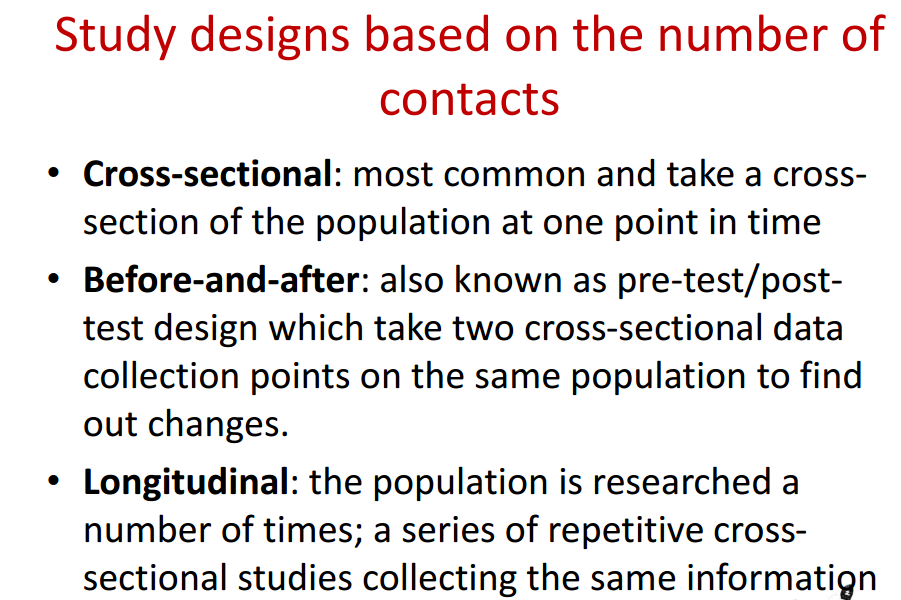 Study designs based on the number of
contacts
• Cross-sectional: most common and take a cross-
section of the population at one point in time
• Before-and-after: also known as pre-test/post-
test design which take two cross-sectional data
collection points on the same population to find
out changes.
• Longitudinal: the population is researched a
number of times; a series of repetitive cross-
sectional studies collecting the same information